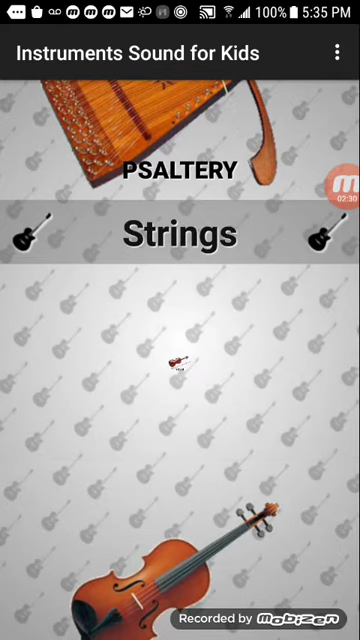 100% 5:35 PM
Instruments Sound for Kids
PSALTERY
02:30
Strings
Recorded by Mobizen